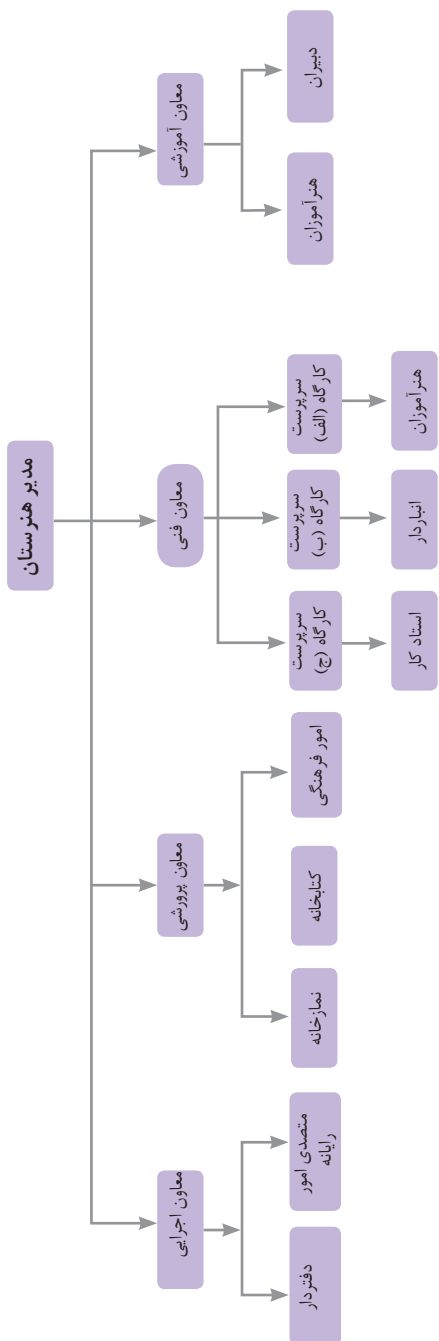 مدیر هنرستان
معاون آموزشی
معاون فنی
معاون پرورشی
معاون اجرایی
دبیران
هنرآموزان
سرپرست
کارگاه (الف)
سرپرست
کارگاه (ب)
سرپرست
کارگاه (ج)
امور فرهنگی
کتابخانه
نمازخانه
متصدی امور
رایانه
دفتردار
هنرآموزان
انباردار
استاد کار